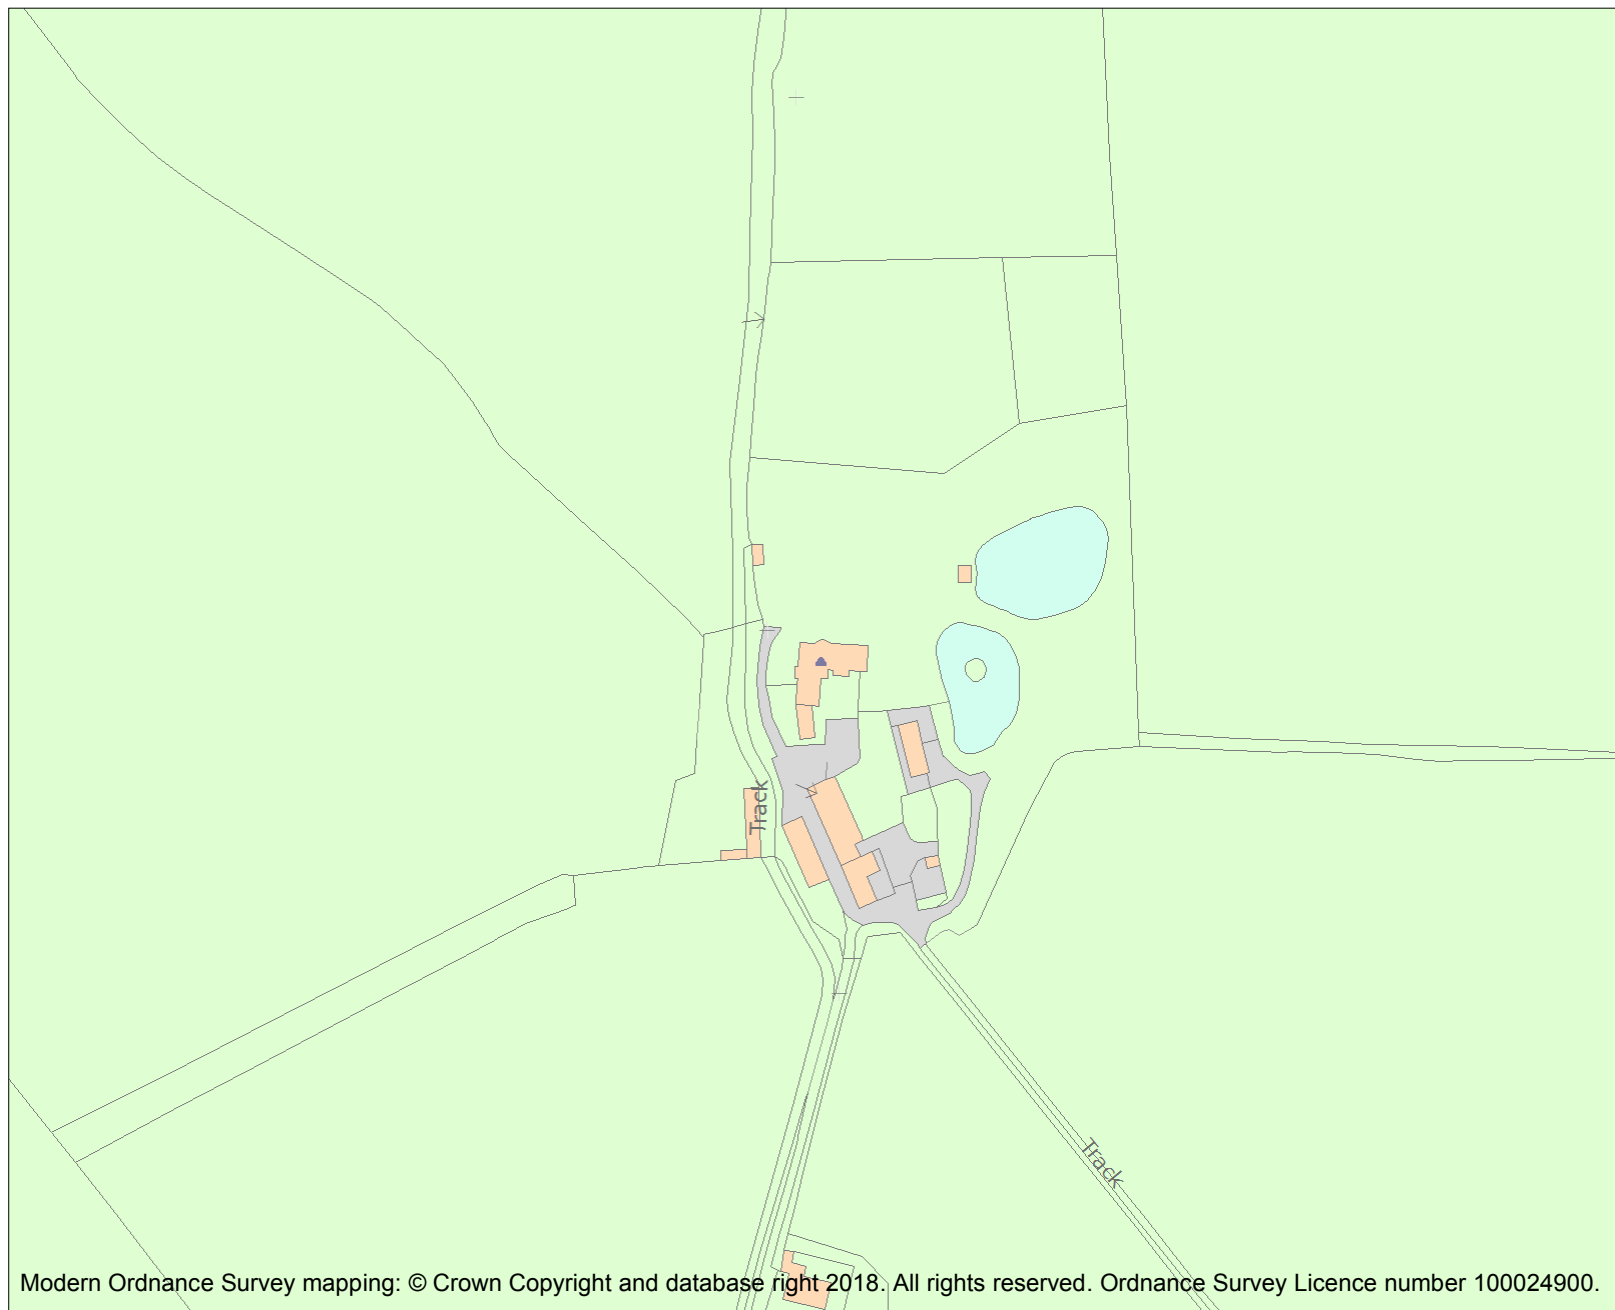 Track
Track
Modern Ordnance Survey mapping: © Crown Copyright and database right 2018. All rights reserved. Ordnance Survey Licence number 100024900.